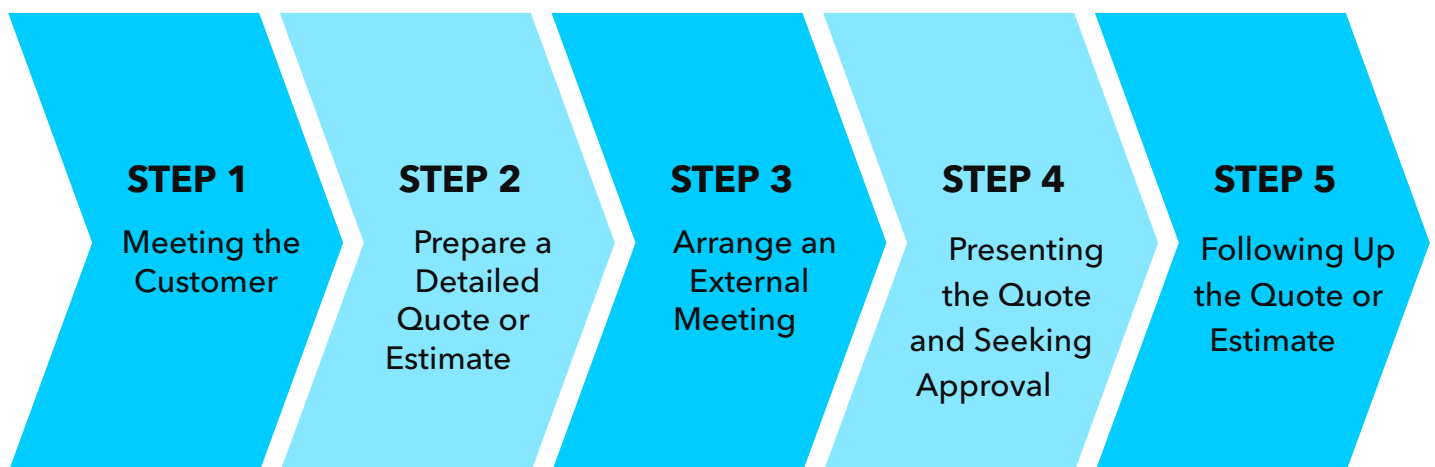 STEP 1
Meeting the
Customer
STEP 2
Prepare a
Detailed
Quote or
Estimate
STEP 3
Arrange an
External
Meeting
STEP 4
Presenting
the Quote
and Seeking
Approval
STEP 5
Following Up
the Quote or
Estimate